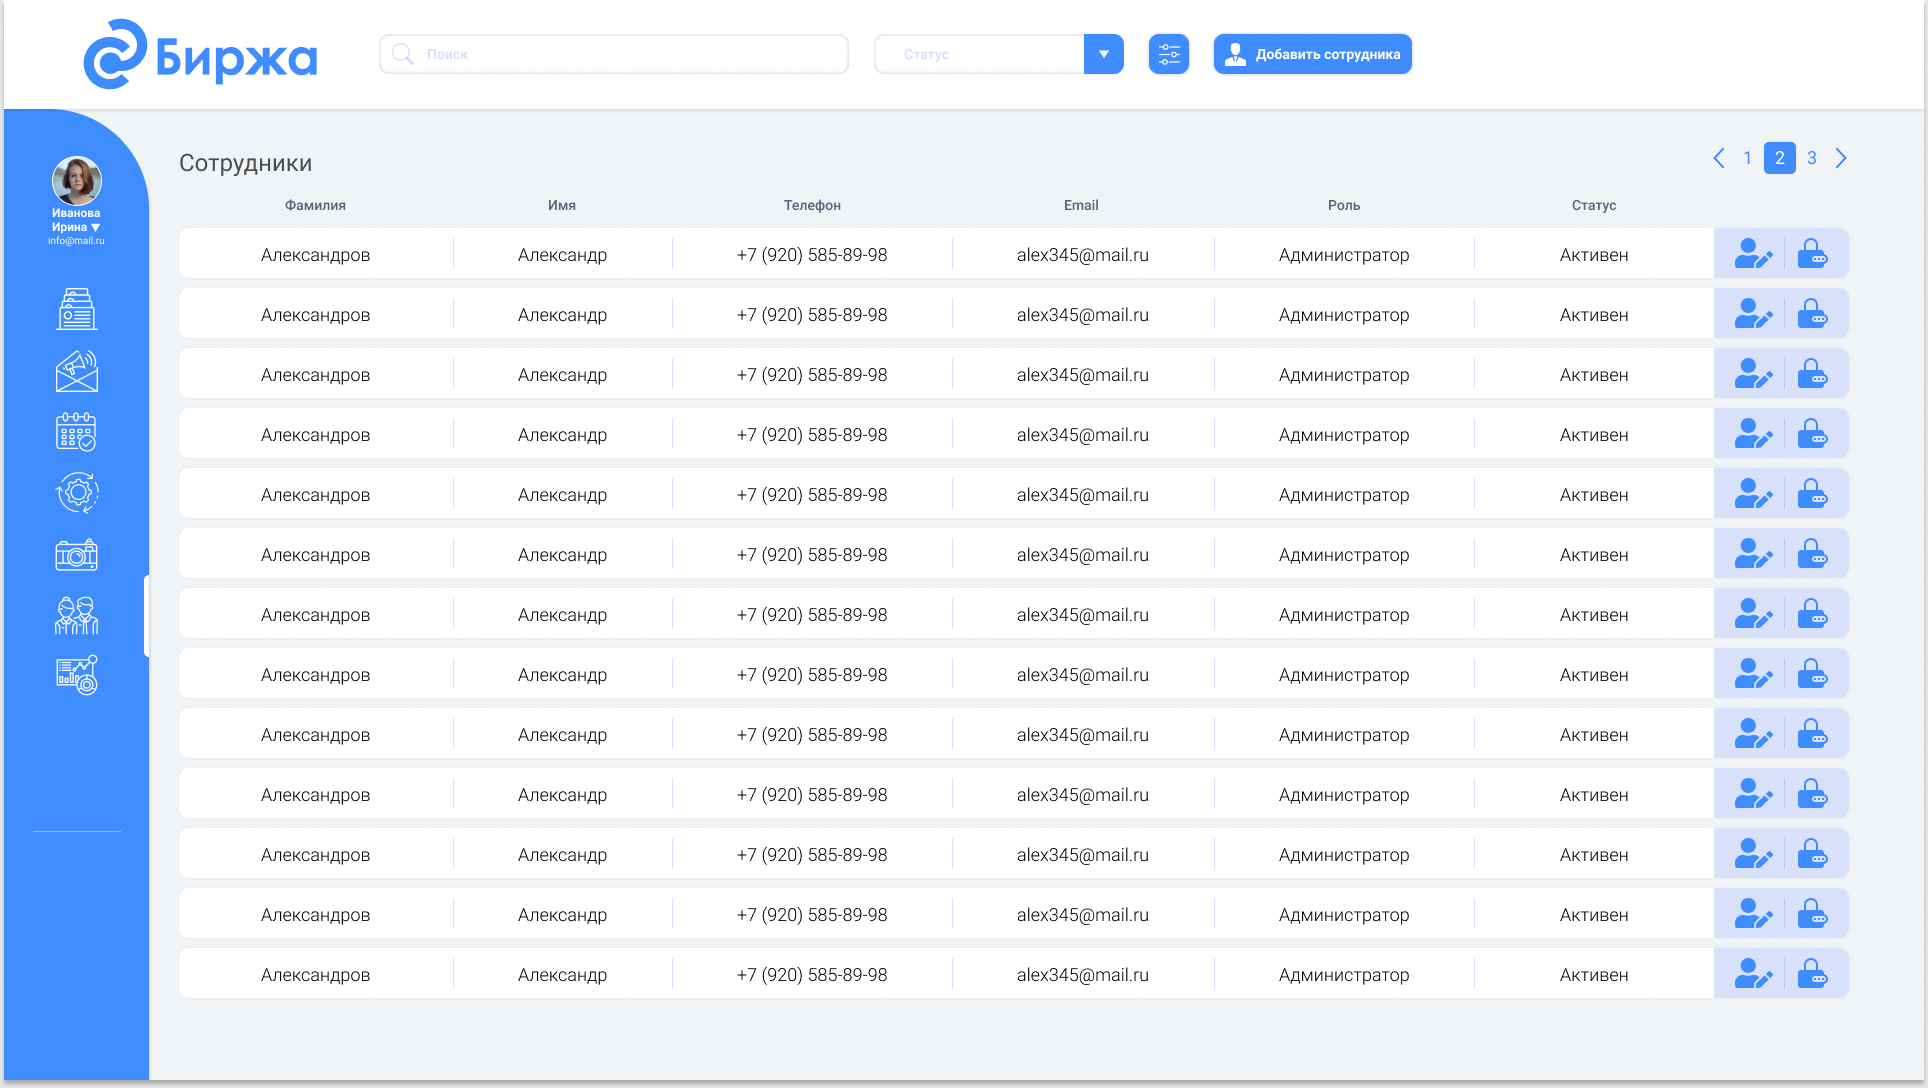 Биржа
Поиск
Статус
Добавить сотрудника
Иванова
Ирина ▼
info@mail.ru
Сотрудники
1 2 3
Фамилия Имя Телефон Email Роль Статус
Александров Александр +7 (920) 585-89-98 alex345@mail.ru Администратор Активен
Александров Александр +7 (920) 585-89-98 alex345@mail.ru Администратор Активен
Александров Александр +7 (920) 585-89-98 alex345@mail.ru Администратор Активен
Александров Александр +7 (920) 585-89-98 alex345@mail.ru Администратор Активен
Александров Александр +7 (920) 585-89-98 alex345@mail.ru Администратор Активен
Александров Александр +7 (920) 585-89-98 alex345@mail.ru Администратор Активен
Александров Александр +7 (920) 585-89-98 alex345@mail.ru Администратор Активен
Александров Александр +7 (920) 585-89-98 alex345@mail.ru Администратор Активен
Александров Александр +7 (920) 585-89-98 alex345@mail.ru Администратор Активен
Александров Александр +7 (920) 585-89-98 alex345@mail.ru Администратор Активен
Александров Александр +7 (920) 585-89-98 alex345@mail.ru Администратор Активен
Александров Александр +7 (920) 585-89-98 alex345@mail.ru Администратор Активен
Александров Александр +7 (920) 585-89-98 alex345@mail.ru Администратор Активен